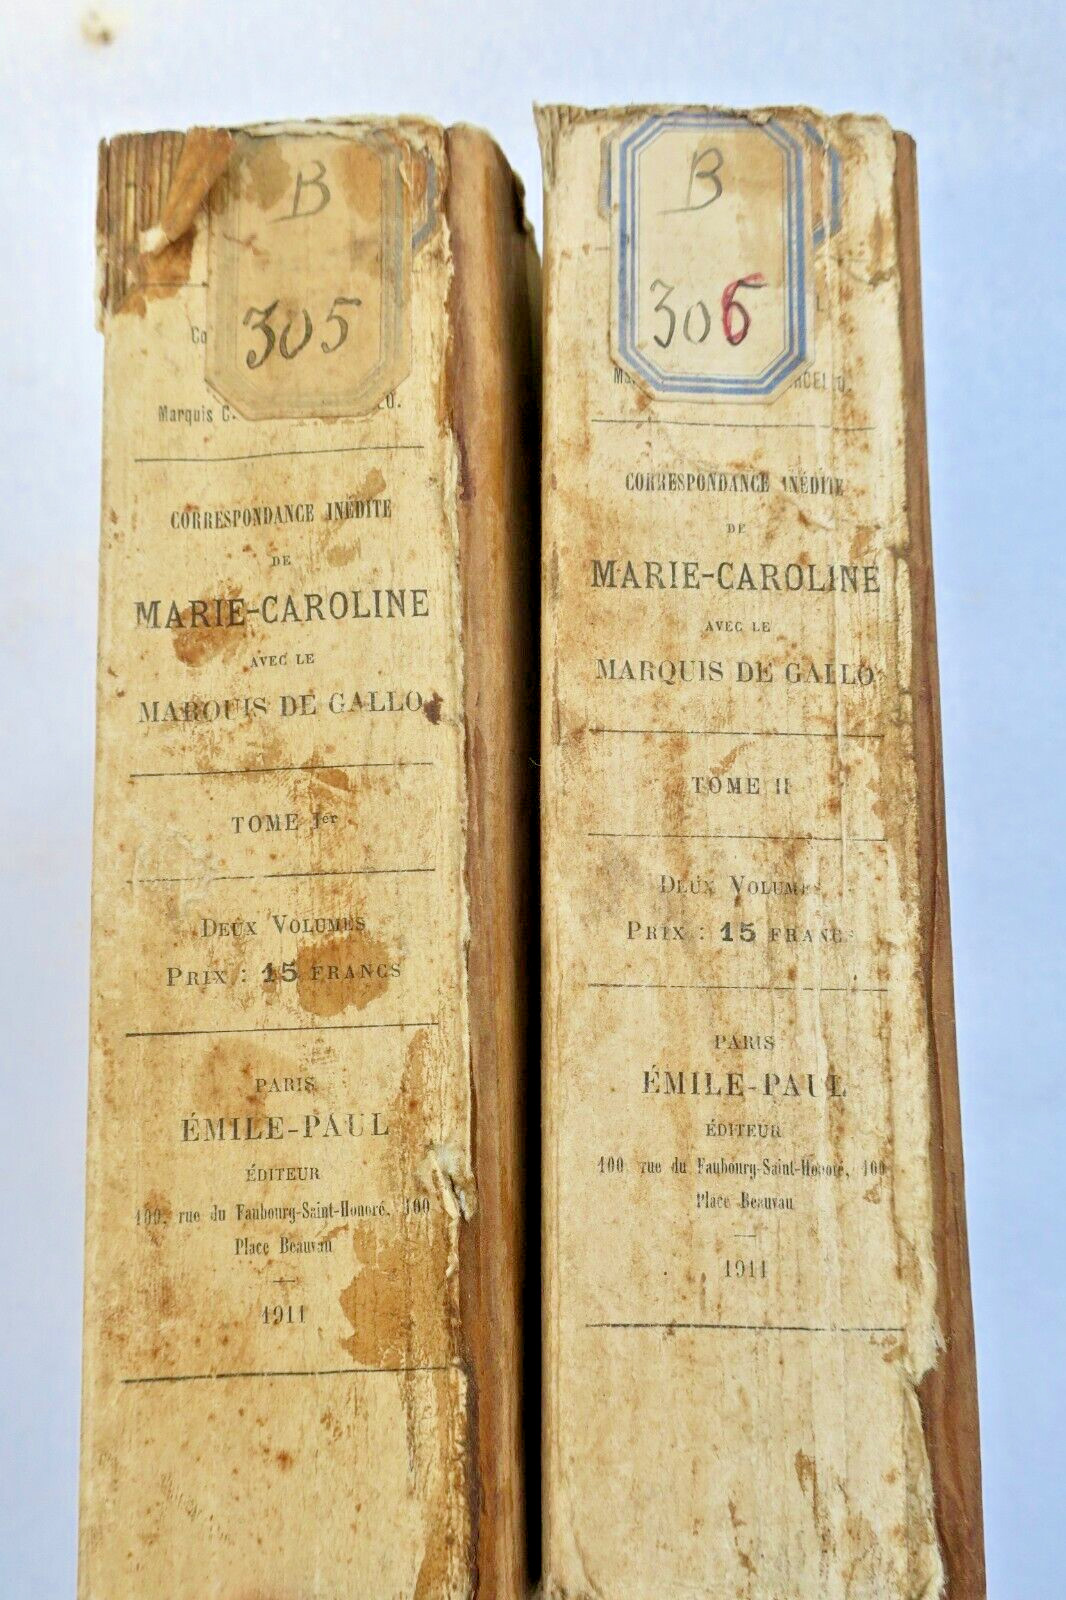 B
305
Marquis C.
CORRESPONDANCE INÉDITE
DE
MARIE-CAROLINE
AVEC LE
MARQUIS DE GALLO
TOME Ier
DEUX VOLUMES
PRIX : 15 FRANCS
PARIS
ÉMILE-PAUL
ÉDITEUR
100, rue du Faubourg-Saint-Honoré, 100
Place Beauvau
1911
B
306
CORRESPONDANCE INÉDITE
DE
MARIE-CAROLINE
AVEC LE
MARQUIS DE GALLO
TOME II
DEUX VOLUMES
PRIX : 15 FRANCS
PARIS
ÉMILE-PAUL
ÉDITEUR
100, rue du Faubourg-Saint-Honoré, 100
Place Beauvau
1911